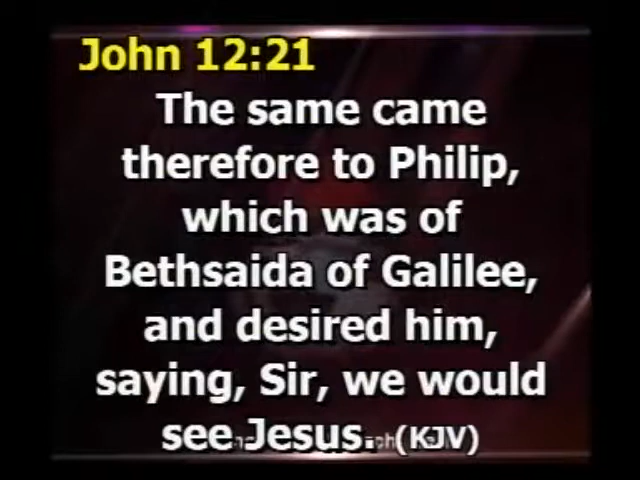 John 12:21
The same came
therefore to Philip,
which was of
Bethsaida of Galilee,
and desired him,
saying, Sir, we would
see Jesus. (KJV)